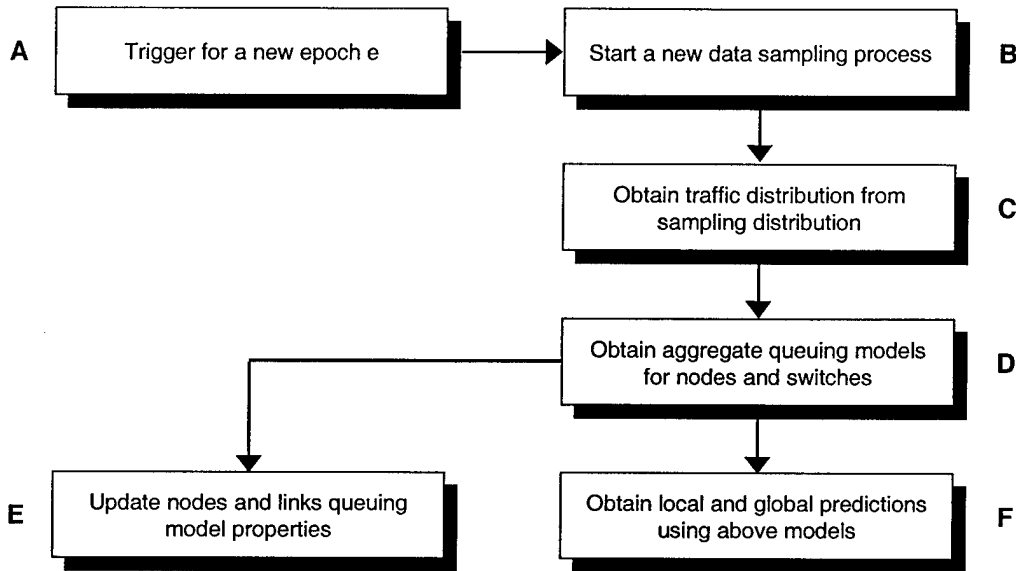 A
Trigger for a new epoch e
Start a new data sampling process
B
Obtain traffic distribution from
sampling distribution
C
Obtain aggregate queuing models
for nodes and switches
D
E
Update nodes and links queuing
model properties
Obtain local and global predictions
using above models
F